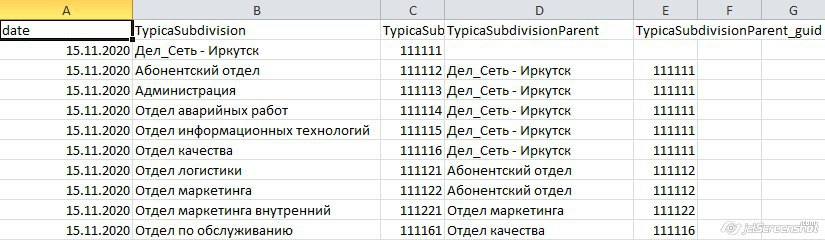 A B C D E F G
date TypicaSubdivision TypicaSub TypicaSubdivisionParent TypicaSubdivisionParent_guid
15.11.2020 Дел_Сеть - Иркутск 111111
15.11.2020 Абонентский отдел 111112 Дел_Сеть - Иркутск 111111
15.11.2020 Администрация 111113 Дел_Сеть - Иркутск 111111
15.11.2020 Отдел аварийных работ 111114 Дел_Сеть - Иркутск 111111
15.11.2020 Отдел информационных технологий 111115 Дел_Сеть - Иркутск 111111
15.11.2020 Отдел качества 111116 Дел_Сеть - Иркутск 111111
15.11.2020 Отдел логистики 111121 Абонентский отдел 111112
15.11.2020 Отдел маркетинга 111122 Абонентский отдел 111112
15.11.2020 Отдел маркетинга внутренний 111221 Отдел маркетинга 111122
15.11.2020 Отдел по обслуживанию 111161 Отдел качества 111116
jetScreenshot